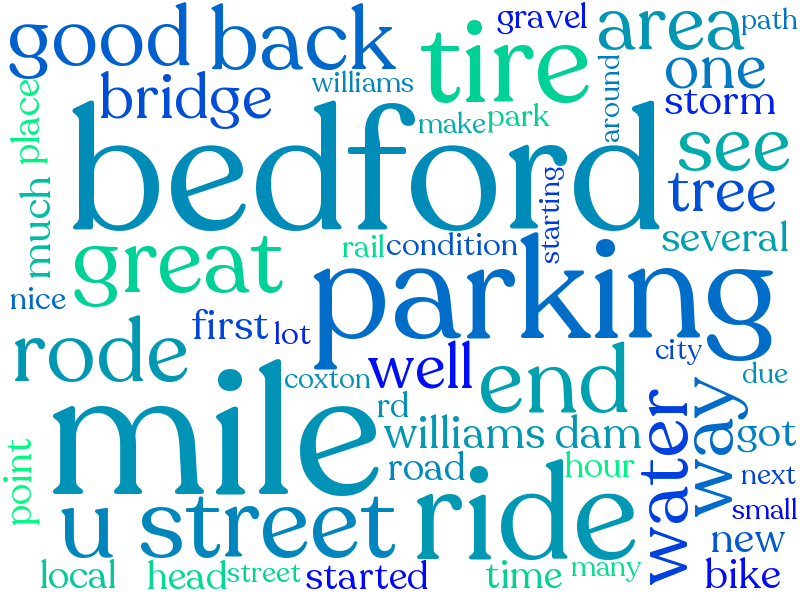 good back
tire
gravel
area
path
bridge
williams
one
storm
around
place
make
park
bedford
see
tree
much
great
rail
condition
starting
several
nice
parking
first
lot
rode
coxton
well
city
due
end
mile
rd
williams dam
water
way
got
point
road
hour
next
u street
ride
small
new
local
head
street
started
time
many
bike